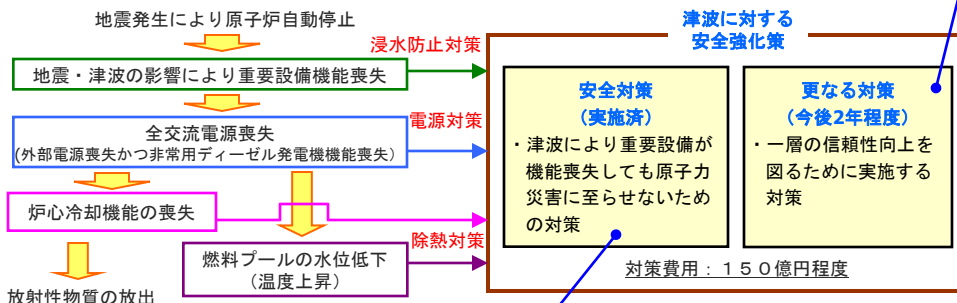 地震発生により原子炉自動停止
浸水防止対策
地震・津波の影響により重要設備機能喪失
電源対策
全交流電源喪失
(外部電源喪失かつ非常用ディーゼル発電機機能喪失)
炉心冷却機能の喪失
除熱対策
燃料プールの水位低下
(温度上昇)
放射性物質の放出
津波に対する
安全強化策
安全対策
(実施済)
・津波により重要設備が
機能喪失しても原子力
災害に至らせないため
の対策
更なる対策
(今後2年程度)
・一層の信頼性向上を
図るために実施する
対策
対策費用：１５０億円程度